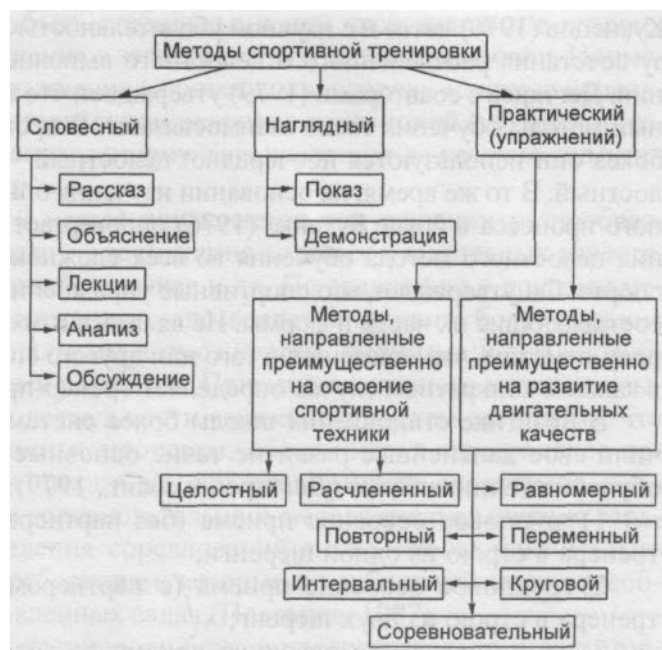 Методы спортивной тренировки
Словесный
Наглядный
Практический
(упражнений)
Рассказ
Объяснение
Лекции
Анализ
Обсуждение
Показ
Демонстрация
Методы,
направленные
преимущественно
на освоение
спортивной
техники
Методы,
направленные
преимущественно
на развитие
двигательных
качеств
Целостный
Расчлененный
Равномерный
Повторный
Переменный
Интервальный
Круговой
Соревновательный